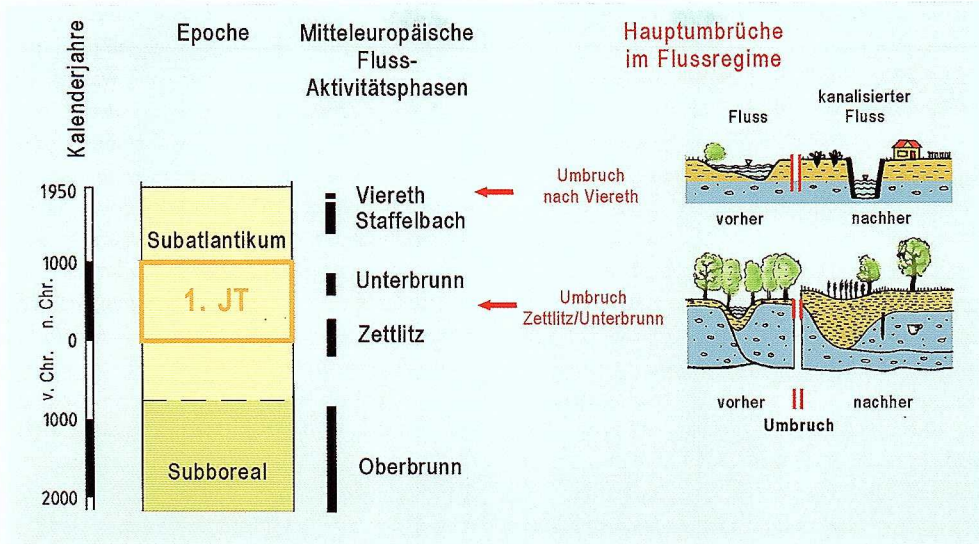 Kalenderjahre
Epoche
Mitteleuropäische
Fluss-
Aktivitätsphasen
Hauptumbrüche
im Flussregime
Fluss
kanalisierter
Fluss
1950
Umbruch
nach Viereth
Viereth
Staffelbach
vorher
nachher
Subatlantikum
1000
n. Chr.
1. JT
Unterbrunn
Umbruch
Zettlitz/Unterbrunn
Zettlitz
0
v. Chr.
vorher
nachher
Umbruch
1000
Subboreal
Oberbrunn
2000